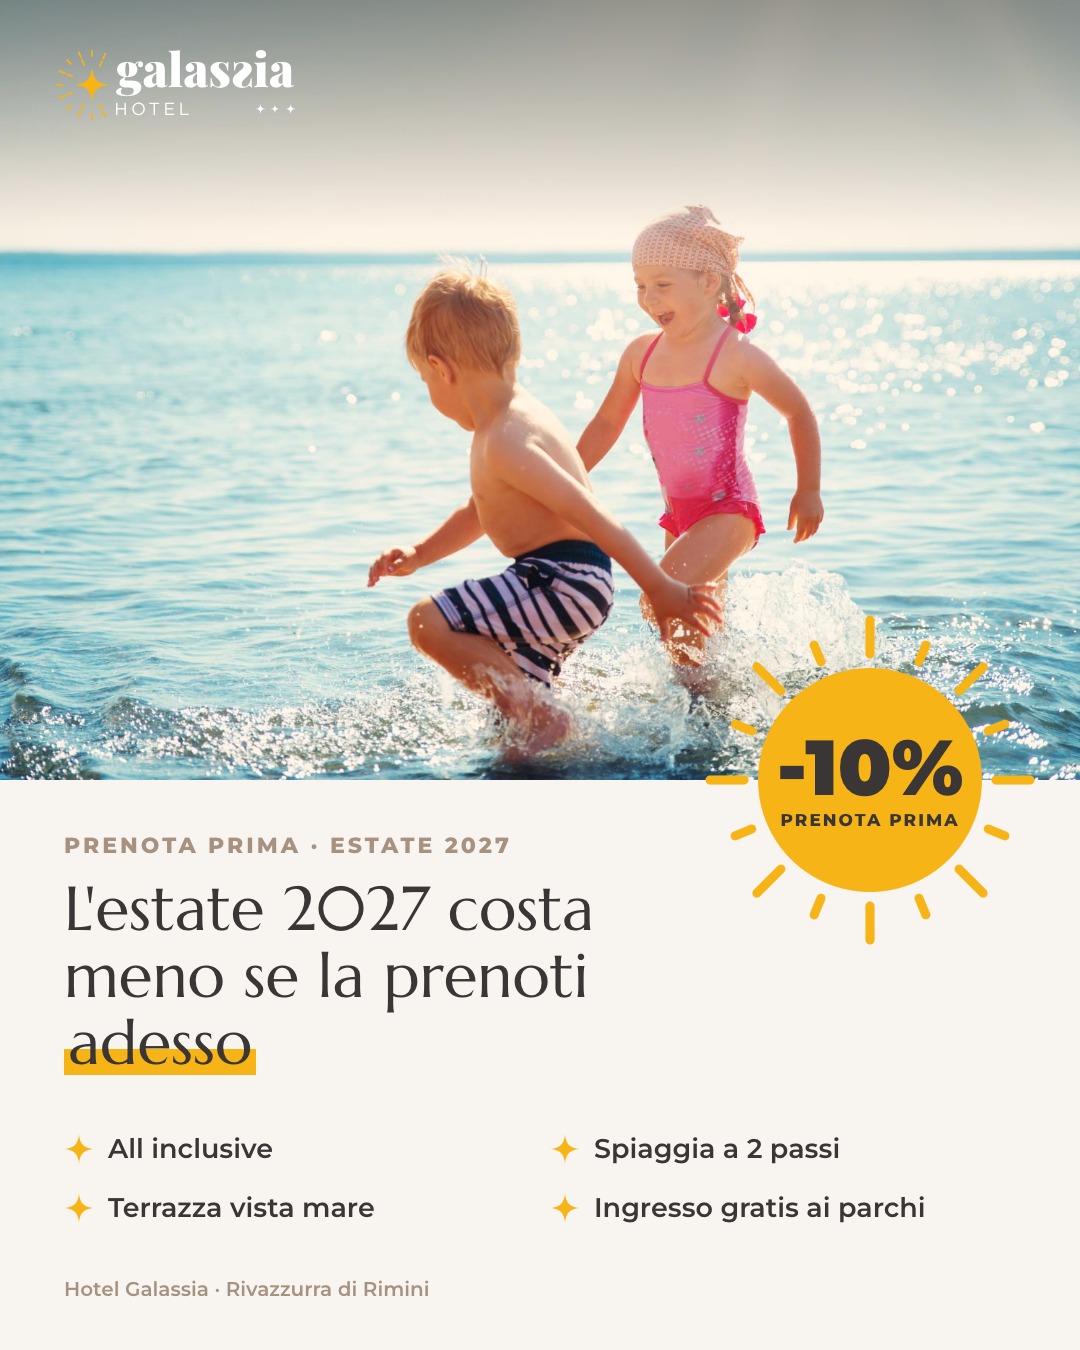 galassia
HOTEL
-10%
PRENOTA PRIMA
PRENOTA PRIMA · ESTATE 2027
L'estate 2027 costa
meno se la prenoti
adesso
All inclusive
Spiaggia a 2 passi
Terrazza vista mare
Ingresso gratis ai parchi
Hotel Galassia · Rivazzurra di Rimini